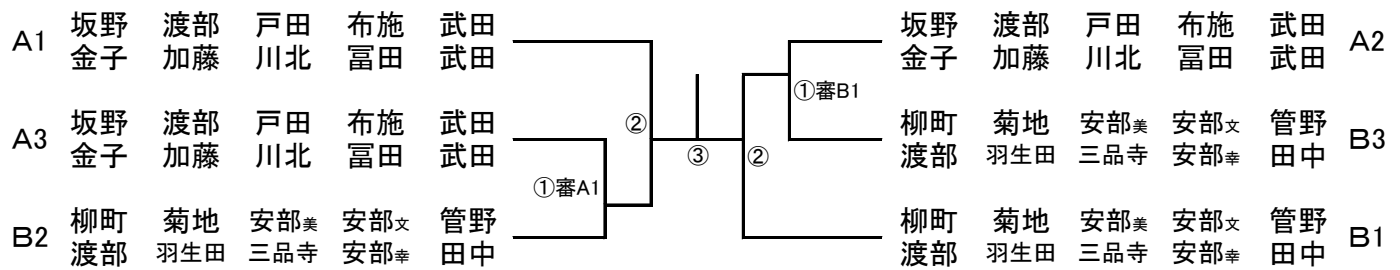 A1 坂野 渡部 戸田 布施 武田
金子 加藤 川北 冨田 武田
A3 坂野 渡部 戸田 布施 武田
金子 加藤 川北 冨田 武田
B2 柳町 菊地 安部美 安部文 管野
渡部 羽生田 三品寺 安部幸 田中
②
①審A1
③
②
①審B1
坂野 渡部 戸田 布施 武田 A2
金子 加藤 川北 冨田 武田
柳町 菊地 安部美 安部文 管野 B3
渡部 羽生田 三品寺 安部幸 田中
柳町 菊地 安部美 安部文 管野 B1
渡部 羽生田 三品寺 安部幸 田中